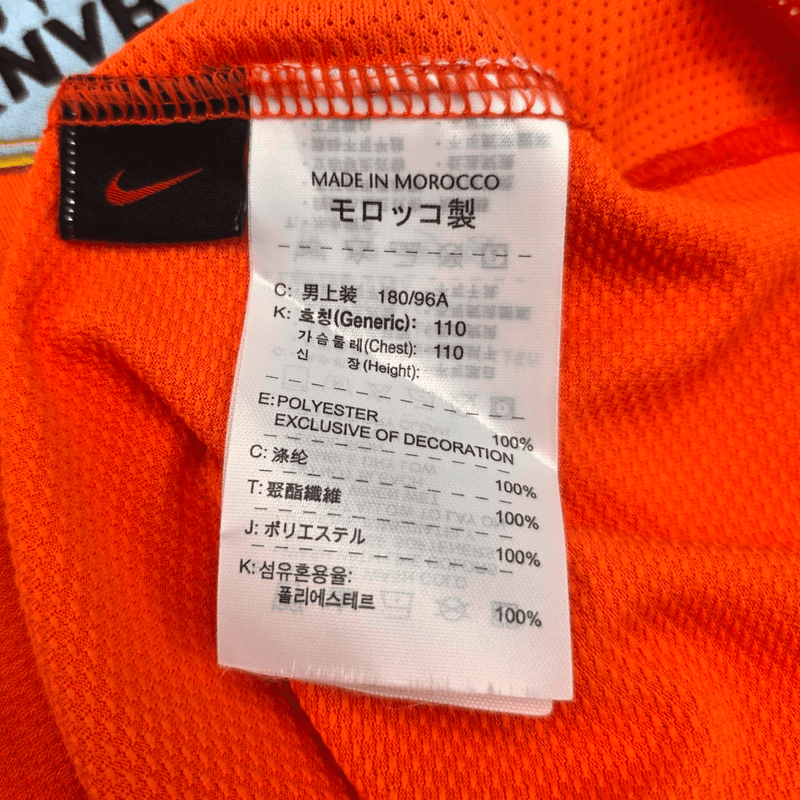 MADE IN MOROCCO
モロッコ製
C: 男上装 180/96A
K: 호칭(Generic): 110
가슴둘레(Chest): 110
신 장(Height):
E: POLYESTER 100%
EXCLUSIVE OF DECORATION
C: 涤纶 100%
T: 聚酯纖維 100%
J: ポリエステル 100%
K: 섬유혼용율:
폴리에스테르 100%